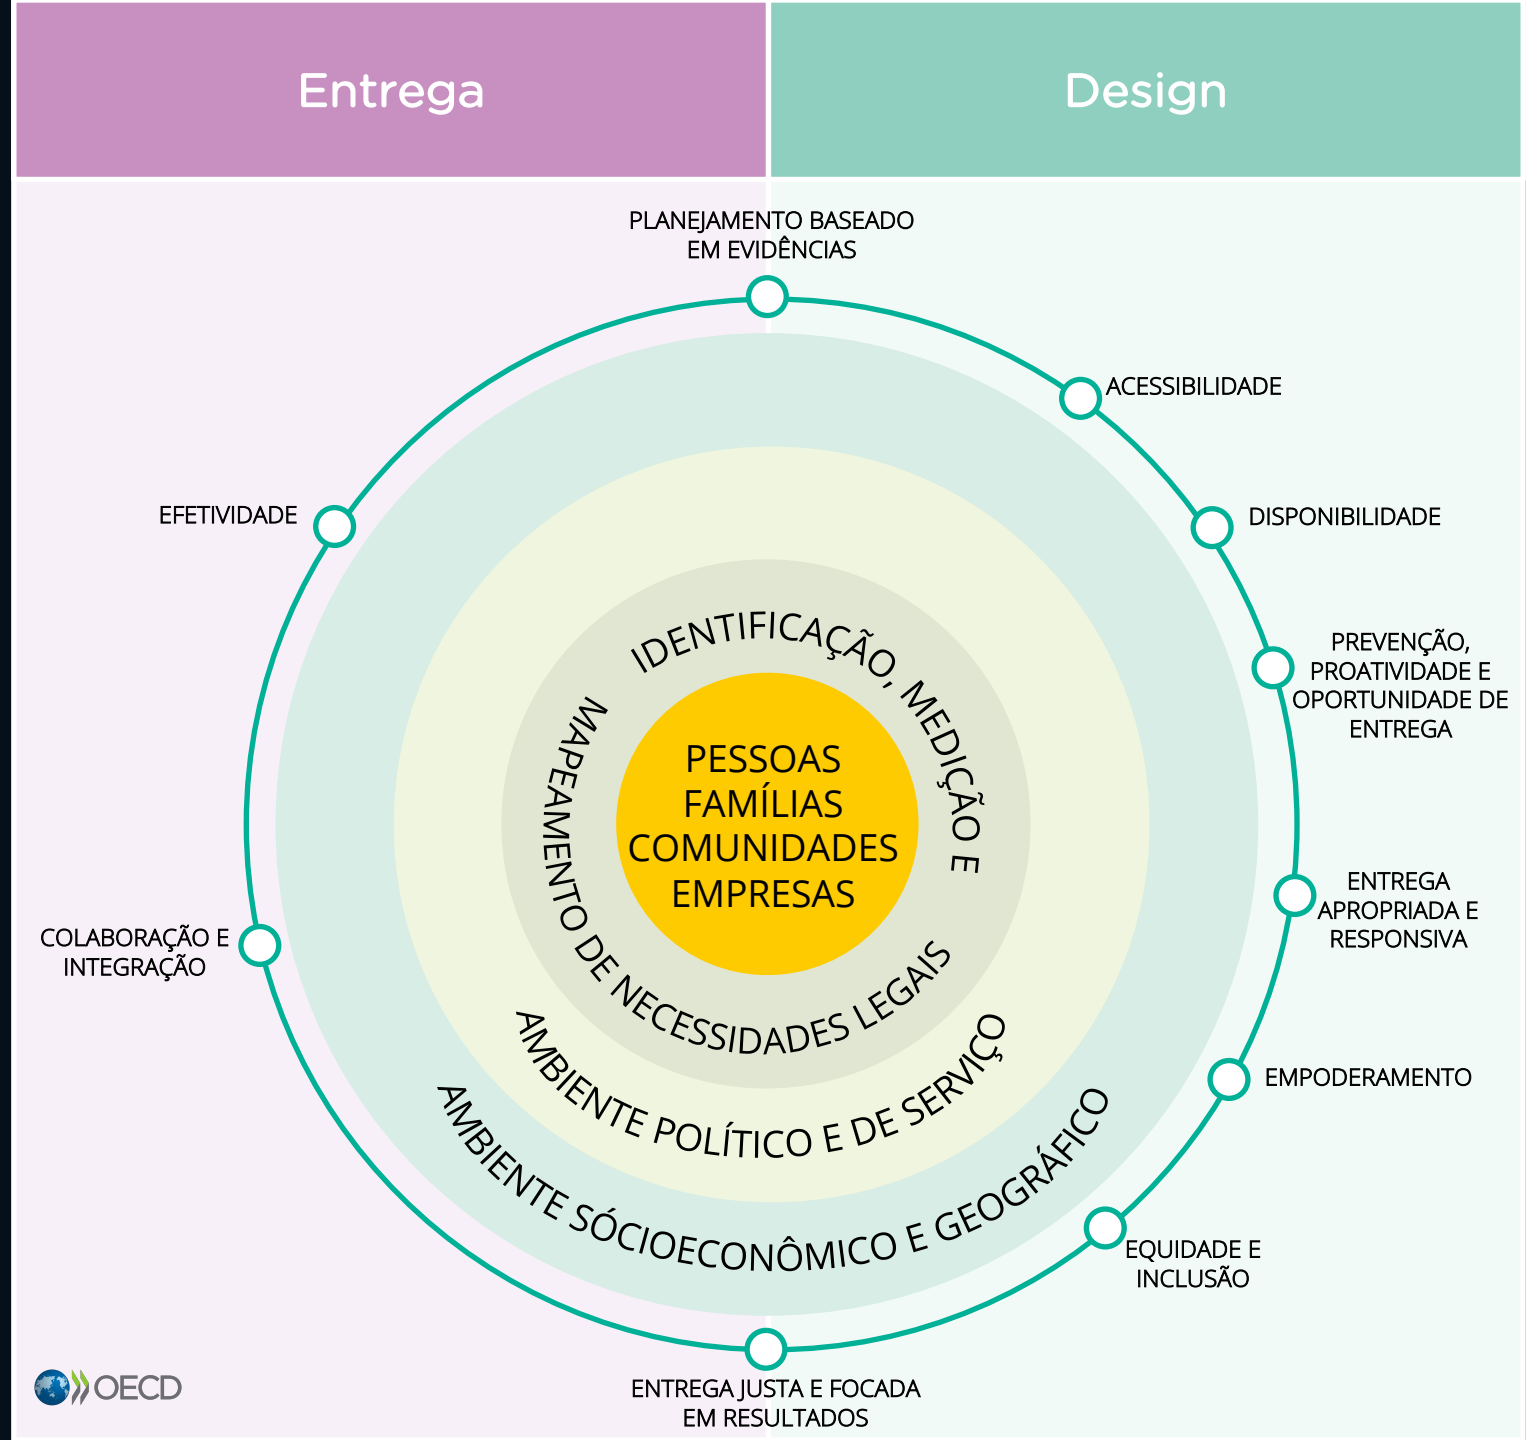 Entrega
Design
PLANEJAMENTO BASEADO
EM EVIDÊNCIAS
ACESSIBILIDADE
EFETIVIDADE
DISPONIBILIDADE
PREVENÇÃO,
PROATIVIDADE E
OPORTUNIDADE DE
ENTREGA
IDENTIFICAÇÃO, MEDIÇÃO E
MAPEAMENTO DE NECESSIDADES LEGAIS
PESSOAS
FAMÍLIAS
COMUNIDADES
EMPRESAS
ENTREGA
APROPRIADA E
RESPONSIVA
COLABORAÇÃO E
INTEGRAÇÃO
AMBIENTE POLÍTICO E DE SERVIÇO
AMBIENTE SÓCIOECONÔMICO E GEOGRÁFICO
EMPODERAMENTO
EQUIDADE E
INCLUSÃO
ENTREGA JUSTA E FOCADA
EM RESULTADOS
OECD